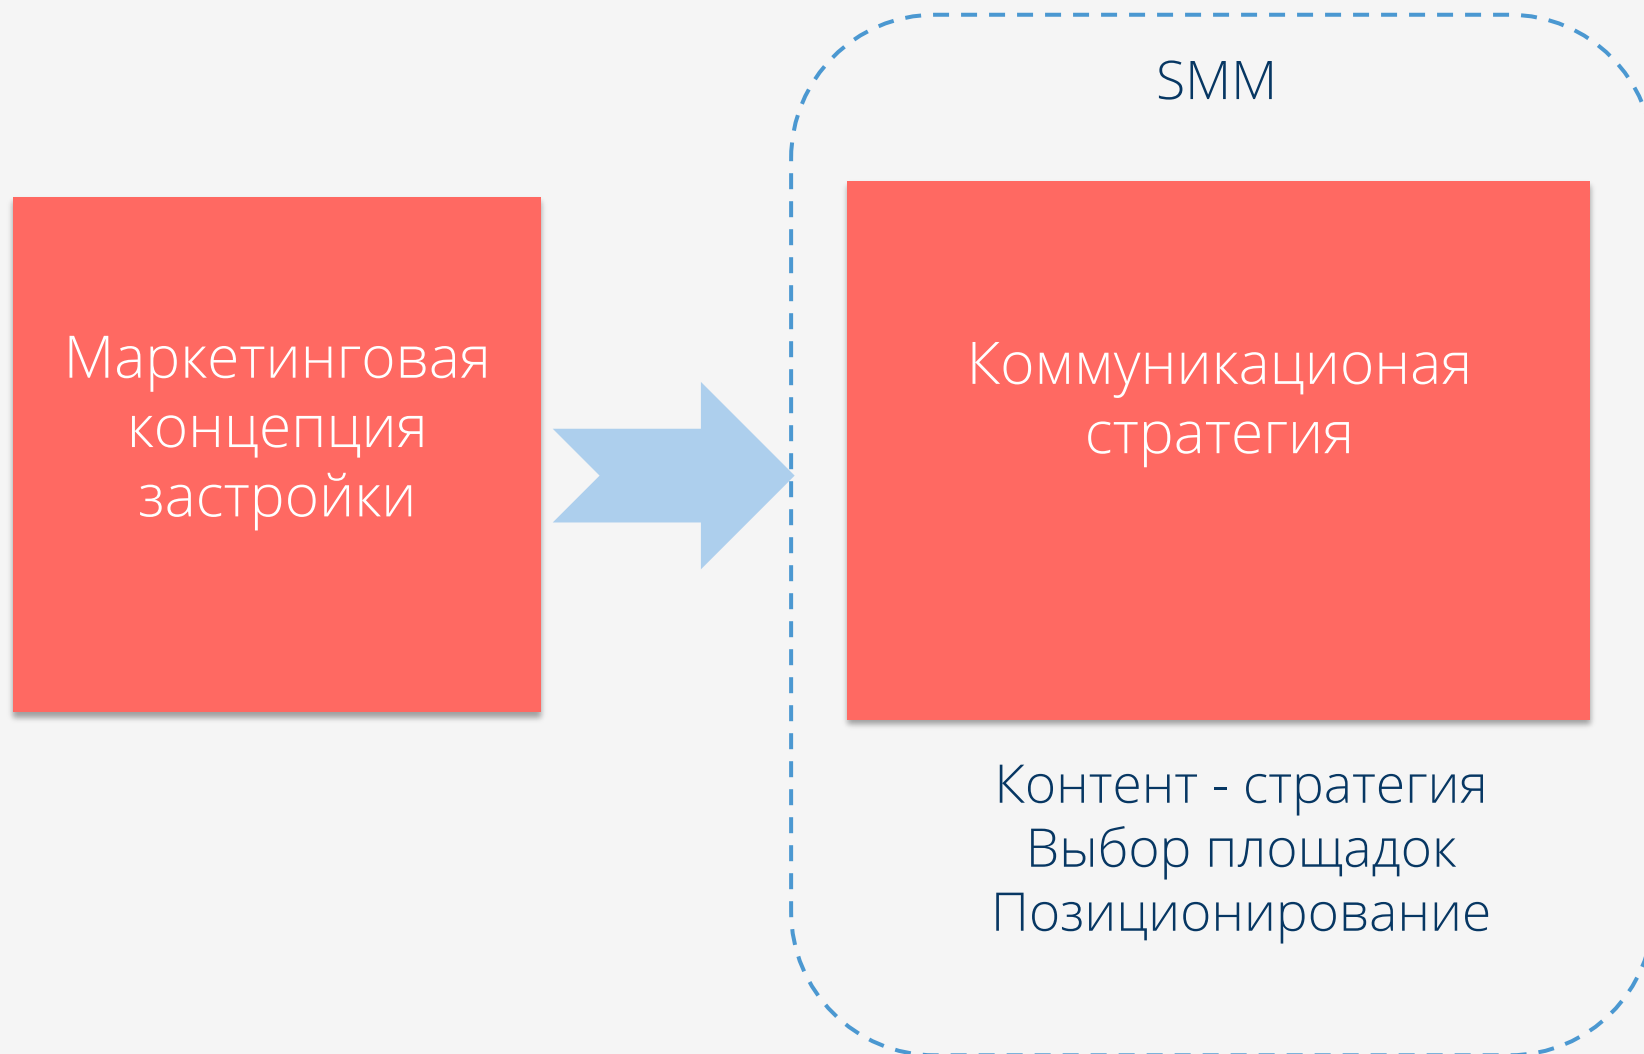 SMM
Маркетинговая
концепция
застройки
Коммуникационая
стратегия
Контент - стратегия
Выбор площадок
Позиционирование